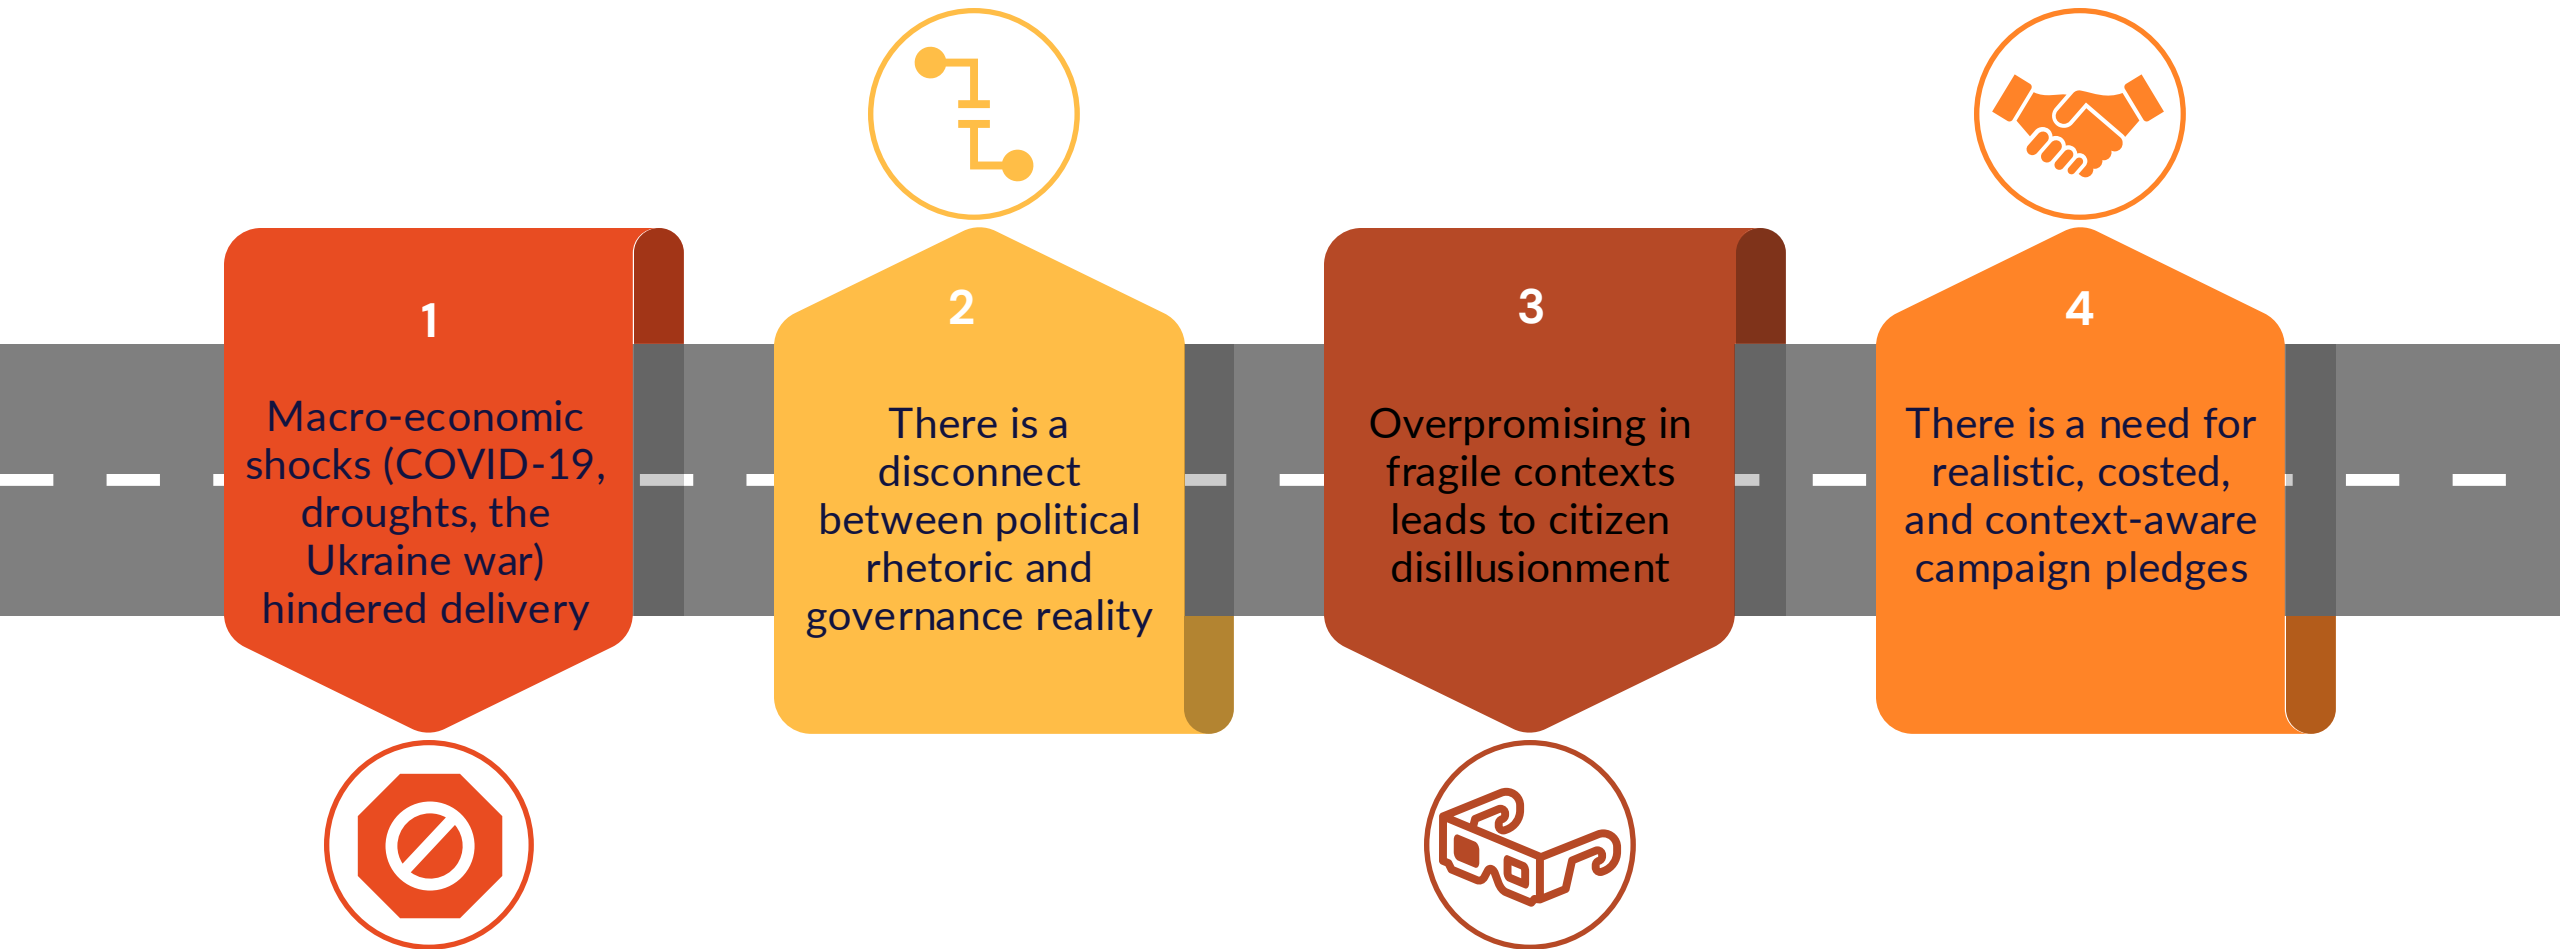 1
Macro-economic
shocks (COVID-19,
droughts, the
Ukraine war)
hindered delivery
2
There is a
disconnect
between political
rhetoric and
governance reality
3
Overpromising in
fragile contexts
leads to citizen
disillusionment
4
There is a need for
realistic, costed,
and context-aware
campaign pledges